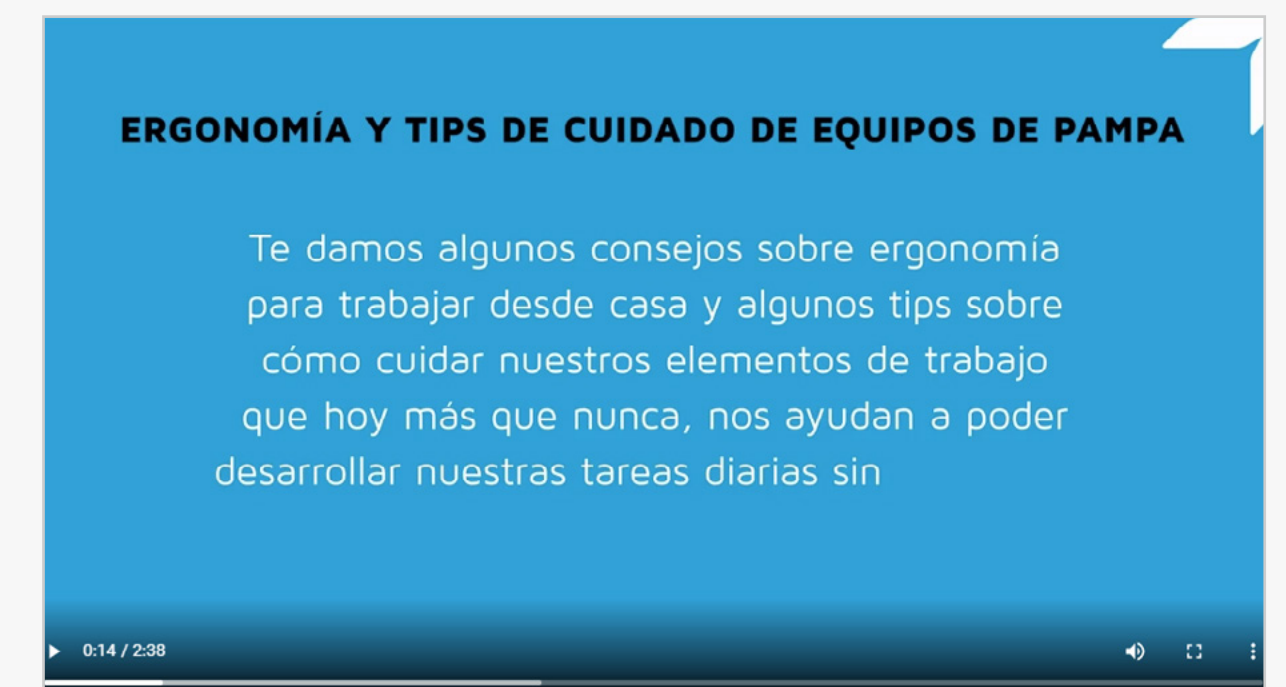 ERGONOMÍA Y TIPS DE CUIDADO DE EQUIPOS DE PAMPA
Te damos algunos consejos sobre ergonomía
para trabajar desde casa y algunos tips sobre
cómo cuidar nuestros elementos de trabajo
que hoy más que nunca, nos ayudan a poder
desarrollar nuestras tareas diarias sin
0:14 / 2:38